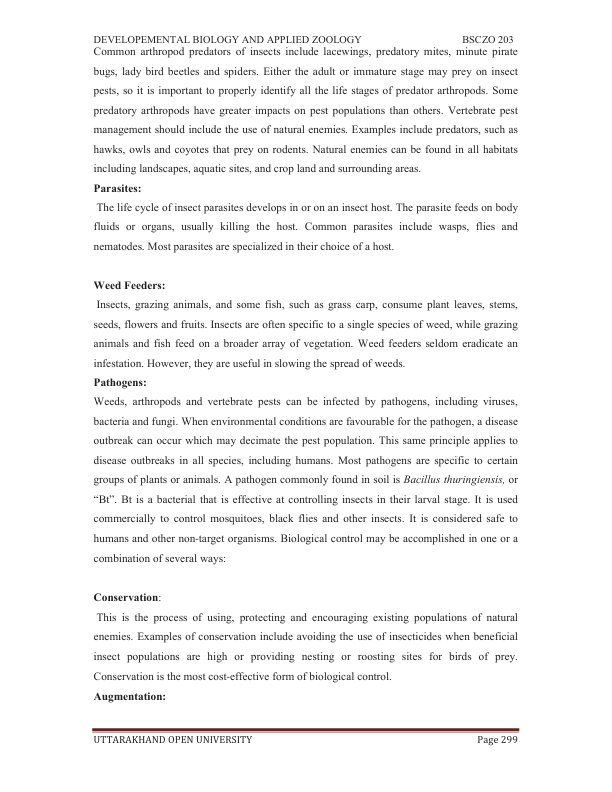 DEVELOPEMENTAL BIOLOGY AND APPLIED ZOOLOGY BSCZO 203
Common arthropod predators of insects include lacewings, predatory mites, minute pirate
bugs, lady bird beetles and spiders. Either the adult or immature stage may prey on insect
pests, so it is important to properly identify all the life stages of predator arthropods. Some
predatory arthropods have greater impacts on pest populations than others. Vertebrate pest
management should include the use of natural enemies. Examples include predators, such as
hawks, owls and coyotes that prey on rodents. Natural enemies can be found in all habitats
including landscapes, aquatic sites, and crop land and surrounding areas.
Parasites:
The life cycle of insect parasites develops in or on an insect host. The parasite feeds on body
fluids or organs, usually killing the host. Common parasites include wasps, flies and
nematodes. Most parasites are specialized in their choice of a host.
Weed Feeders:
Insects, grazing animals, and some fish, such as grass carp, consume plant leaves, stems,
seeds, flowers and fruits. Insects are often specific to a single species of weed, while grazing
animals and fish feed on a broader array of vegetation. Weed feeders seldom eradicate an
infestation. However, they are useful in slowing the spread of weeds.
Pathogens:
Weeds, arthropods and vertebrate pests can be infected by pathogens, including viruses,
bacteria and fungi. When environmental conditions are favourable for the pathogen, a disease
outbreak can occur which may decimate the pest population. This same principle applies to
disease outbreaks in all species, including humans. Most pathogens are specific to certain
groups of plants or animals. A pathogen commonly found in soil is Bacillus thuringiensis, or
“Bt”. Bt is a bacterial that is effective at controlling insects in their larval stage. It is used
commercially to control mosquitoes, black flies and other insects. It is considered safe to
humans and other non-target organisms. Biological control may be accomplished in one or a
combination of several ways:
Conservation:
This is the process of using, protecting and encouraging existing populations of natural
enemies. Examples of conservation include avoiding the use of insecticides when beneficial
insect populations are high or providing nesting or roosting sites for birds of prey.
Conservation is the most cost-effective form of biological control.
Augmentation:
UTTARAKHAND OPEN UNIVERSITY Page 299